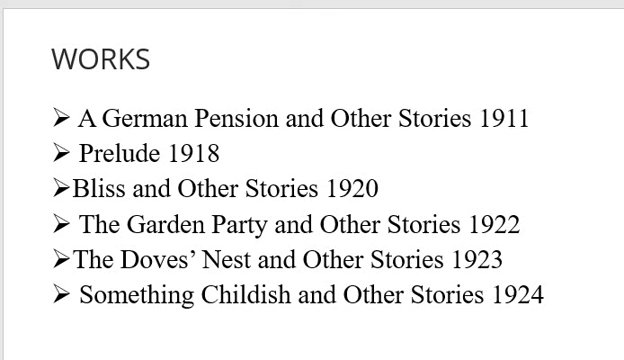 WORKS
➢ A German Pension and Other Stories 1911
➢ Prelude 1918
➢Bliss and Other Stories 1920
➢ The Garden Party and Other Stories 1922
➢The Doves’ Nest and Other Stories 1923
➢ Something Childish and Other Stories 1924